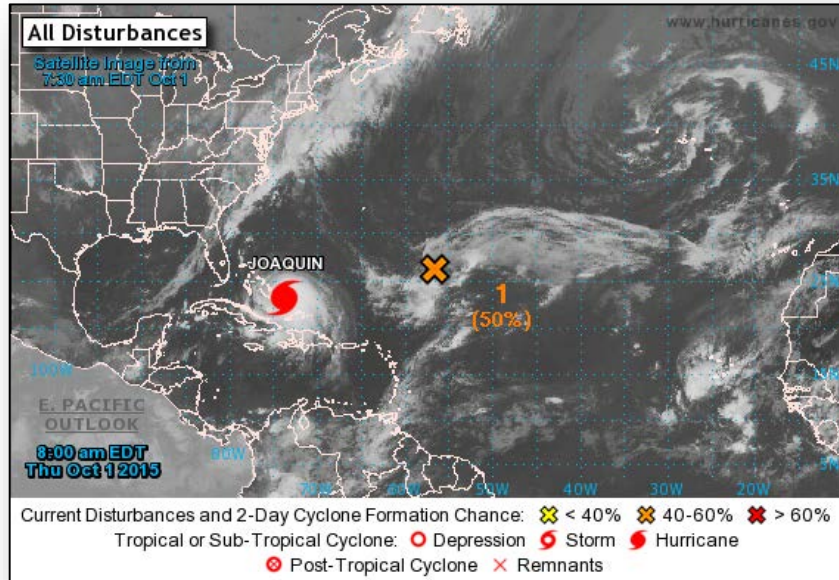 All Disturbances
www.hurricanes.gov
Satellite Image from
7:30 am EDT Oct 1
45N
35N
JOAQUIN
25N
1
(50%)
100W
15N
E. PACIFIC
OUTLOOK
8:00 am EDT
Thu Oct 1 2015
80W
5N
70W
60W
50W
40W
30W
20W
Current Disturbances and 2-Day Cyclone Formation Chance: < 40% 40-60% > 60%
Tropical or Sub-Tropical Cyclone: Depression Storm Hurricane
Post-Tropical Cyclone Remnants